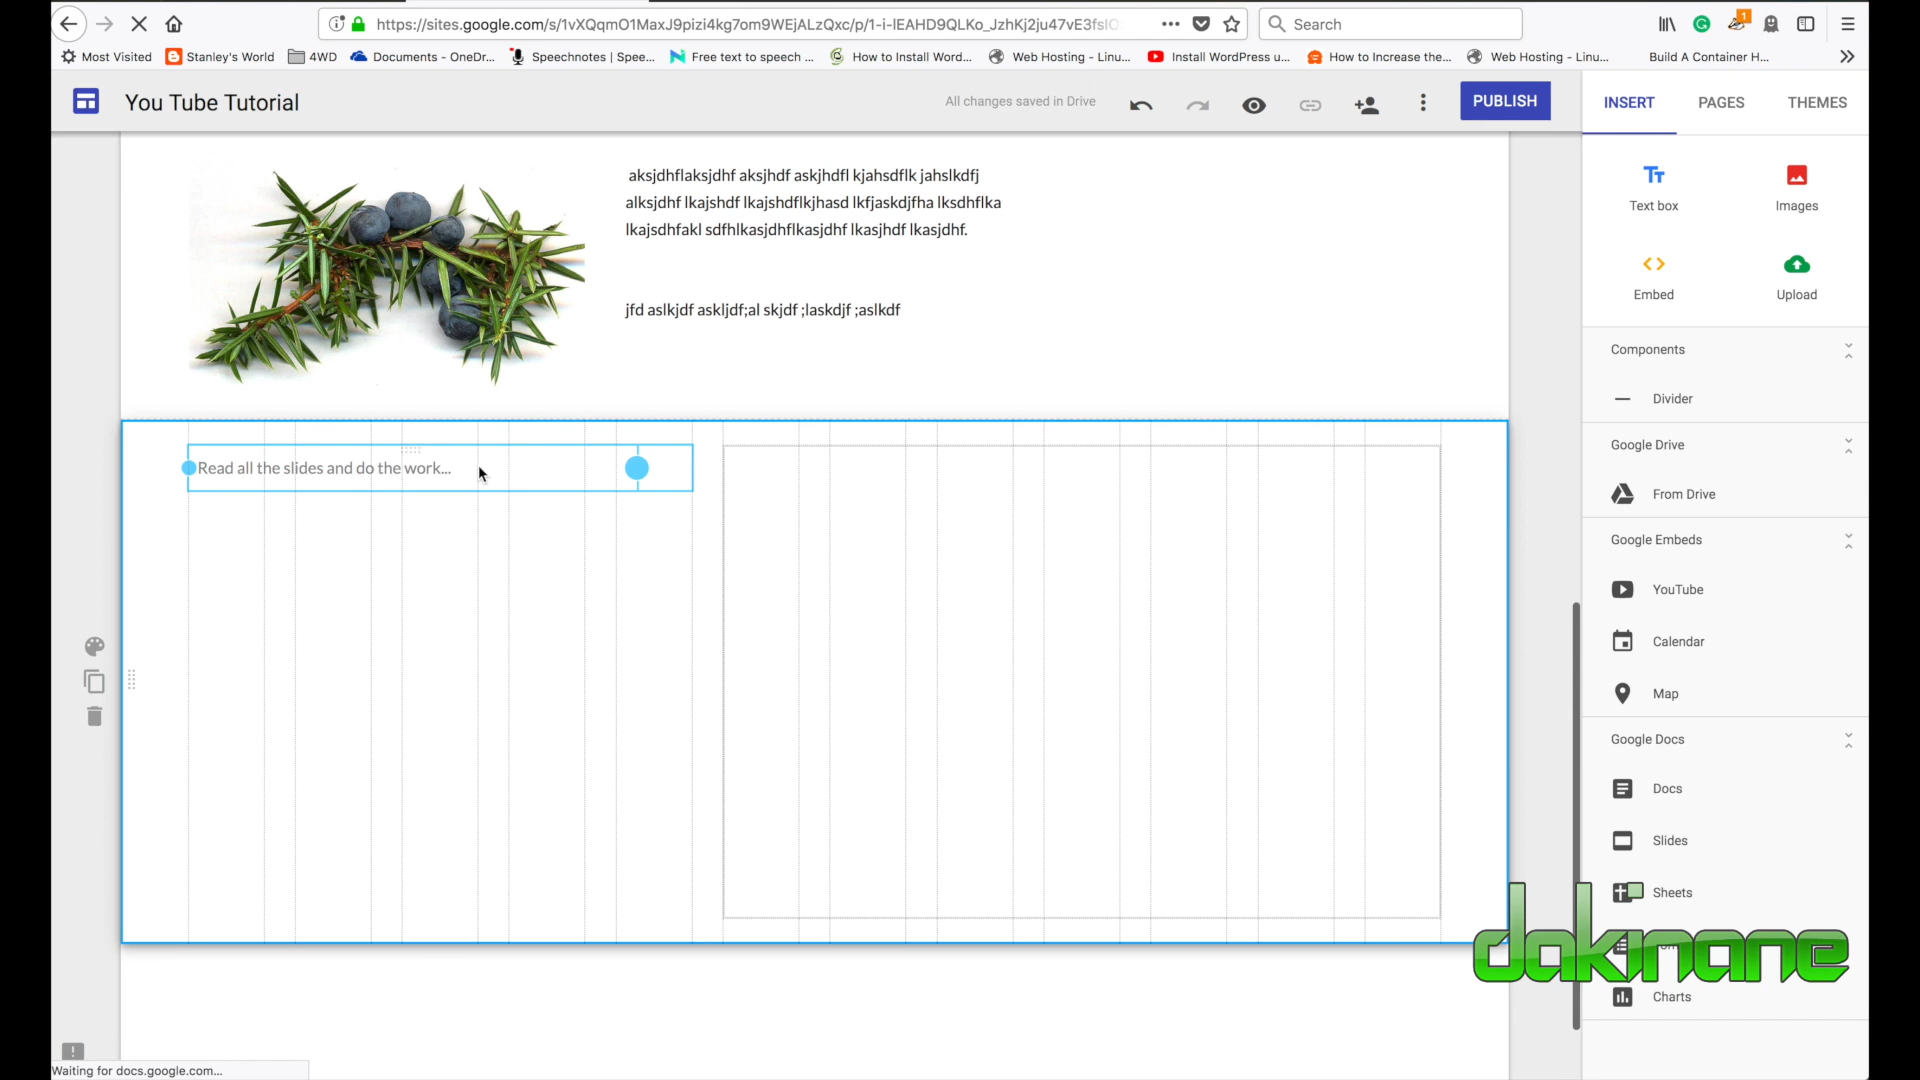 https://sites.google.com/s/1vXQqmO1MaxJ9pizi4kg7om9WEjALzQxc/p/1-i-lEAHD9QLKo_JzhKj2ju47vE3fslO
Search
1
Most Visited
Stanley's World
4WD
Documents - OneDr...
Speechnotes | Spee...
Free text to speech ...
How to Install Word...
Web Hosting - Linu...
Install WordPress u...
How to Increase the...
Web Hosting - Linu...
Build A Container H...
You Tube Tutorial
All changes saved in Drive
PUBLISH
INSERT
PAGES
THEMES
aksjdhflaksjdhf aksjhdf askjhdfl kjahsdflk jahslkdfj
alksjdhf lkajshdf lkajshdflkjhasd lkfjaskdjfha lksdhflka
lkajsdhfakl sdfhlkasjdhflkasjdhf lkasjhdf lkasjdhf.
jfd aslkjdf askljdf;al skjdf ;laskdjf ;aslkdf
Read all the slides and do the work...
Text box
Images
Embed
Upload
Components
Divider
Google Drive
From Drive
Google Embeds
YouTube
Calendar
Map
Google Docs
Docs
Slides
Sheets
Charts
dakinane
Waiting for docs.google.com...